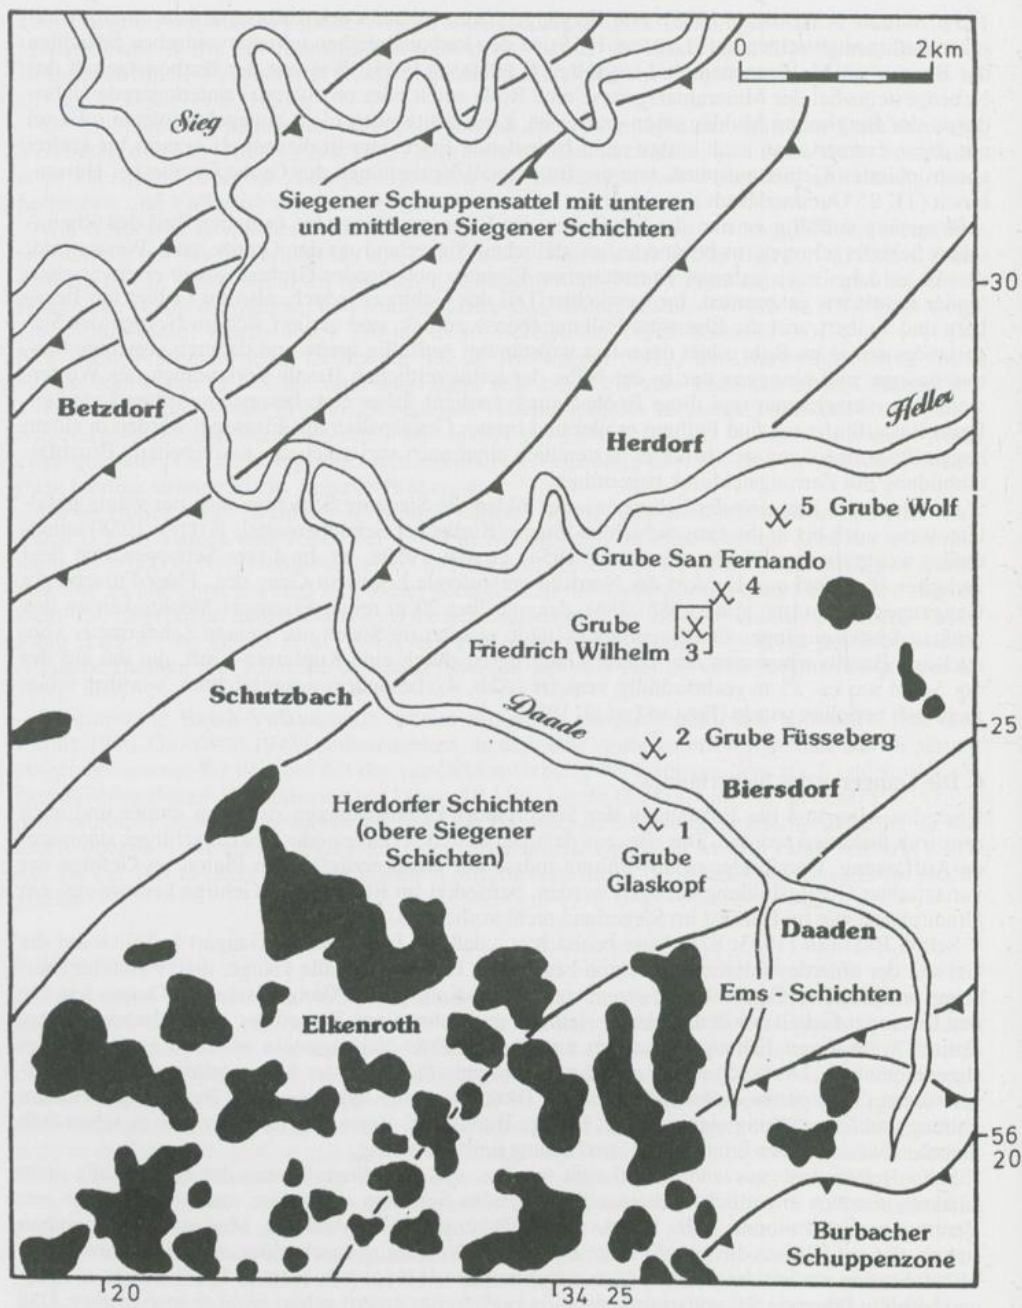 0 2km
Sieg
Siegener Schuppensattel mit unteren
und mittleren Siegener Schichten
30
Betzdorf
Heller
Herdorf
5 Grube Wolf
Grube San Fernando
4
Grube
Friedrich Wilhelm 3
Schutzbach
Daade
25
2 Grube Füsseberg
Biersdorf
Herdorfer Schichten
(obere Siegener
Schichten)
1
Grube
Glaskopf
Daaden
Ems - Schichten
Elkenroth
56
20
Burbacher
Schuppenzone
20
34 25